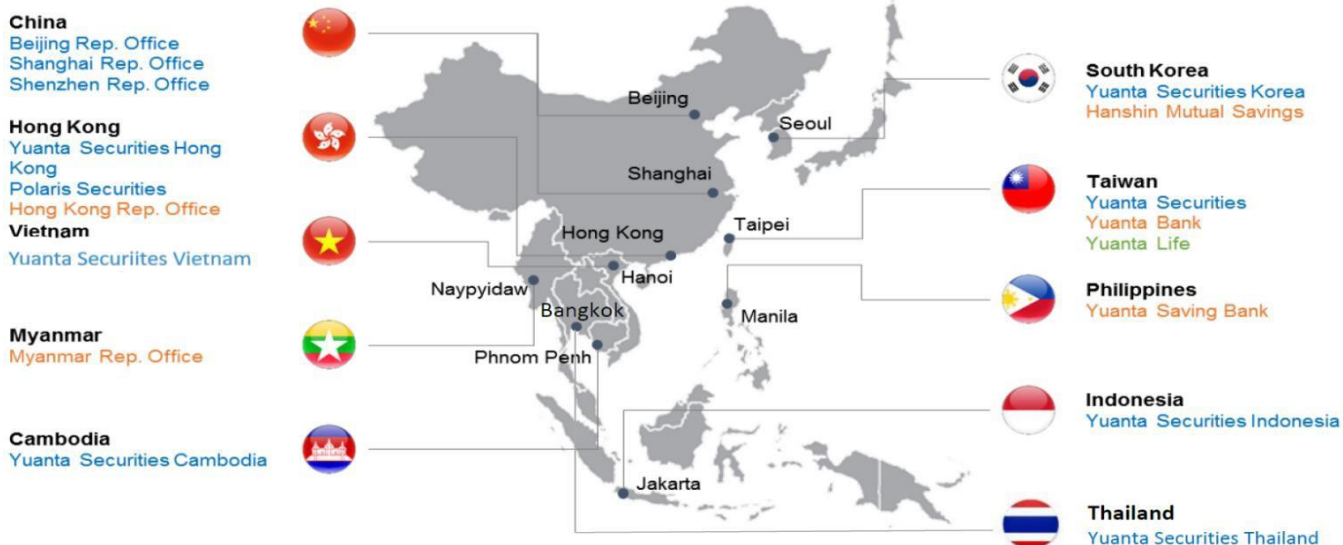 China
Beijing Rep. Office
Shanghai Rep. Office
Shenzhen Rep. Office
Hong Kong
Yuanta Securities Hong
Kong
Polaris Securities
Hong Kong Rep. Office
Vietnam
Yuanta Securiites Vietnam
Myanmar
Myanmar Rep. Office
Cambodia
Yuanta Securities Cambodia
Beijing
Seoul
Shanghai
Taipei
Hong Kong
Hanoi
Naypyidaw
Bangkok
Manila
Phnom Penh
Jakarta
South Korea
Yuanta Securities Korea
Hanshin Mutual Savings
Taiwan
Yuanta Securities
Yuanta Bank
Yuanta Life
Philippines
Yuanta Saving Bank
Indonesia
Yuanta Securities Indonesia
Thailand
Yuanta Securities Thailand